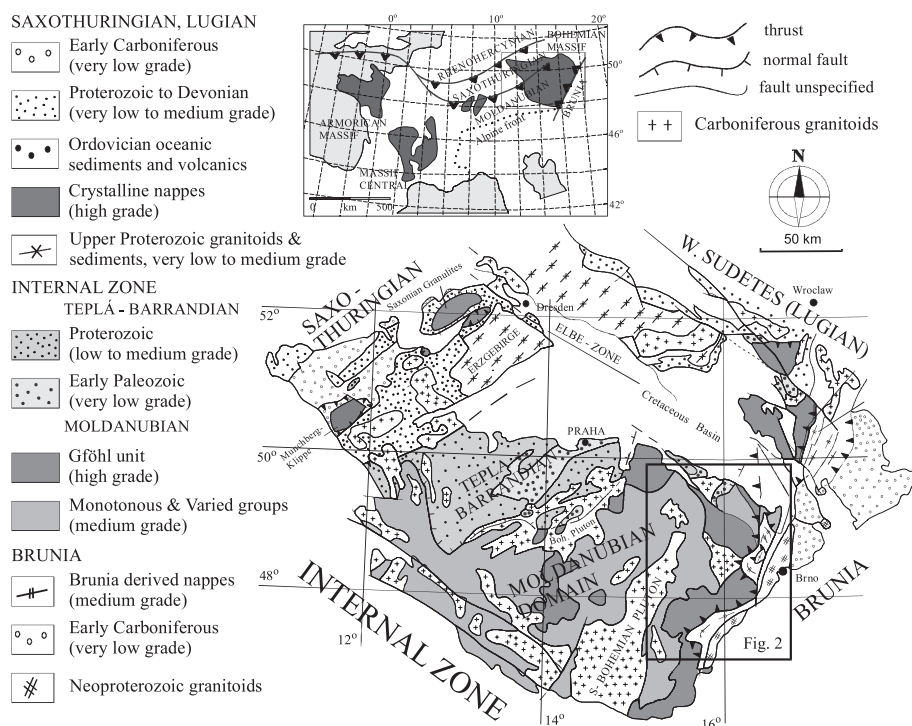 SAXOTHURINGIAN, LUGIAN
Early Carboniferous
(very low grade)
Proterozoic to Devonian
(very low to medium grade)
Ordovician oceanic
sediments and volcanics
Crystalline nappes
(high grade)
Upper Proterozoic granitoids &
sediments, very low to medium grade
INTERNAL ZONE
TEPLÁ - BARRANDIAN
Proterozoic
(low to medium grade)
Early Paleozoic
(very low grade)
MOLDANUBIAN
Gföhl unit
(high grade)
Monotonous & Varied groups
(medium grade)
BRUNIA
Brunia derived nappes
(medium grade)
Early Carboniferous
(very low grade)
Neoproterozoic granitoids
0° 10° 20°
BOHEMIAN
MASSIF
RHENOHERCYNIAN
SAXOTHURINGIAN
MOLDANUBIAN
BRUNIA
Alpine front
ARMORICAN
MASSIF
MASSIF
CENTRAL
50°
46°
42°
0 km 500
thrust
normal fault
fault unspecified
Carboniferous granitoids
N
50 km
SAXO-
THURINGIAN
Saxonian Granulites
W. SUDETES (LUGIAN)
Wroclaw
Dresden
52°
ERZGEBIRGE
ELBE - ZONE
Cretaceous Basin
Munchberg-
Klippe
50°
PRAHA
TEPLÁ
BARRANDIAN
Boh. Pluton
MOLDANUBIAN
DOMAIN
S- BOHEMIAN PLUTON
48°
INTERNAL ZONE
BRUNIA
Brno
Fig. 2
12°
14°
16°